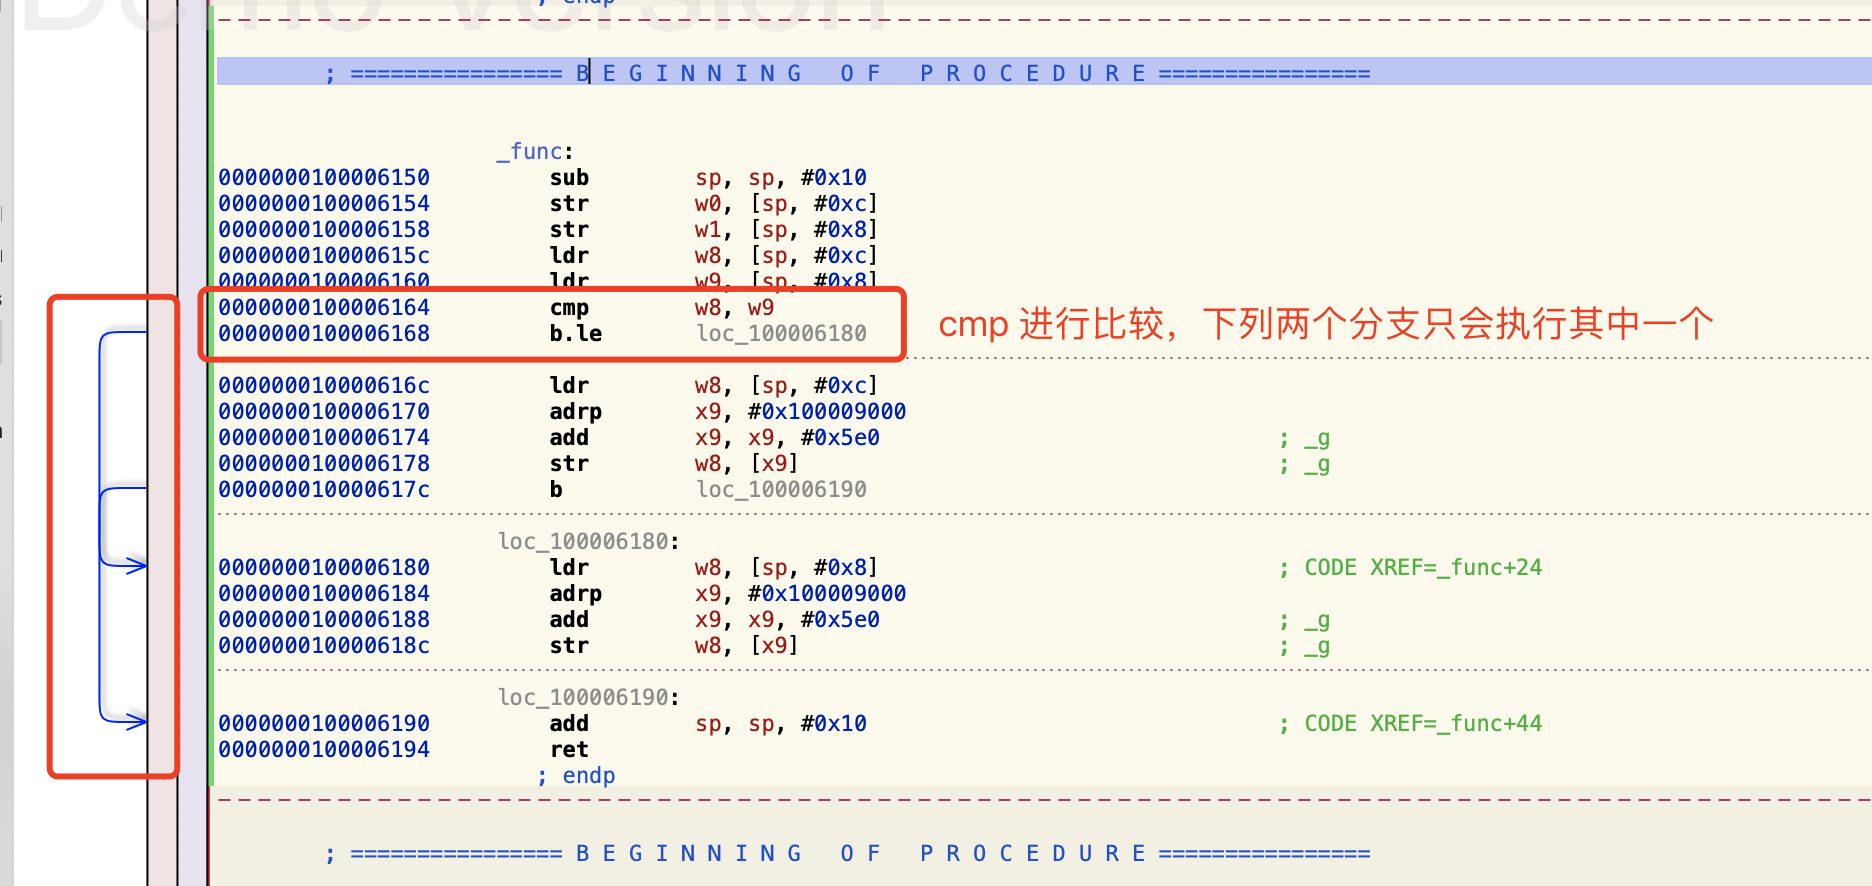 Demo Version
; endp
; ================ B E G I N N I N G   O F   P R O C E D U R E ================
_func:
0000000100006150 sub sp, sp, #0x10
0000000100006154 str w0, [sp, #0xc]
0000000100006158 str w1, [sp, #0x8]
000000010000615c ldr w8, [sp, #0xc]
0000000100006160 ldr w9, [sp, #0x8]
0000000100006164 cmp w8, w9
0000000100006168 b.le loc_100006180
cmp 进行比较，下列两个分支只会执行其中一个
000000010000616c ldr w8, [sp, #0xc]
0000000100006170 adrp x9, #0x100009000
0000000100006174 add x9, x9, #0x5e0 ; _g
0000000100006178 str w8, [x9] ; _g
000000010000617c b loc_100006190
loc_100006180:
0000000100006180 ldr w8, [sp, #0x8] ; CODE XREF=_func+24
0000000100006184 adrp x9, #0x100009000
0000000100006188 add x9, x9, #0x5e0 ; _g
000000010000618c str w8, [x9] ; _g
loc_100006190:
0000000100006190 add sp, sp, #0x10 ; CODE XREF=_func+44
0000000100006194 ret
; endp
; ================ B E G I N N I N G   O F   P R O C E D U R E ================